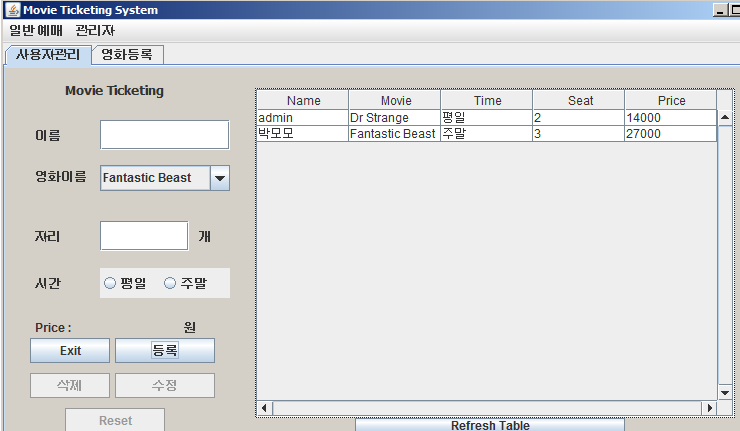 Movie Ticketing System
일반 예매 관리자
사용자관리 영화등록
Movie Ticketing
이름
영화이름 Fantastic Beast
자리 개
시간 평일 주말
Price : 원
Exit 등록
삭제 수정
Reset
Name Movie Time Seat Price
admin Dr Strange 평일 2 14000
박모모 Fantastic Beast 주말 3 27000
Refresh Table